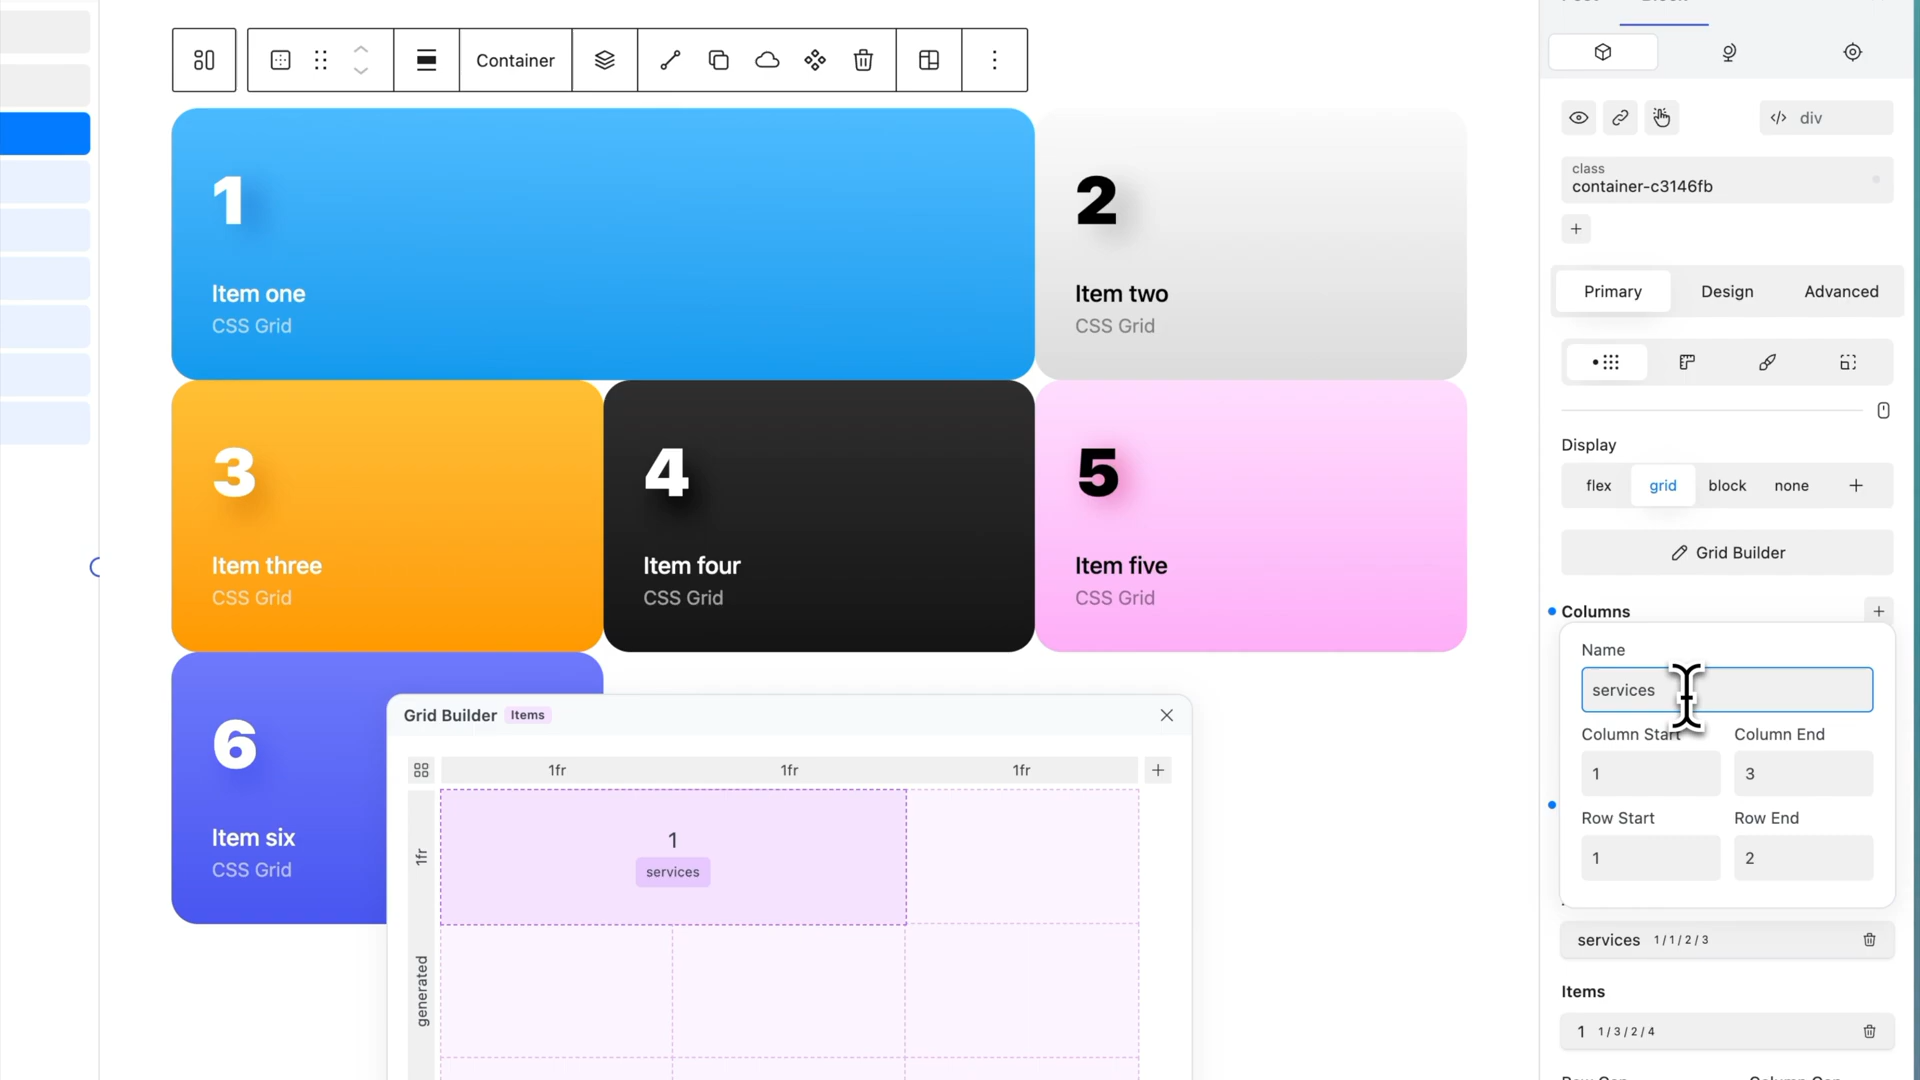 Container
div
class
container-c3146fb
Primary
Design
Advanced
1
Item one
CSS Grid
2
Item two
CSS Grid
3
Item three
CSS Grid
4
Item four
CSS Grid
5
Item five
CSS Grid
6
Item six
CSS Grid
Display
flex
grid
block
none
Grid Builder
Columns
Name
services
Column Start
Column End
1
3
Row Start
Row End
1
2
services 1/1/2/3
Items
1 1/3/2/4
Grid Builder Items
1fr
1fr
1fr
1fr
1
services
generated